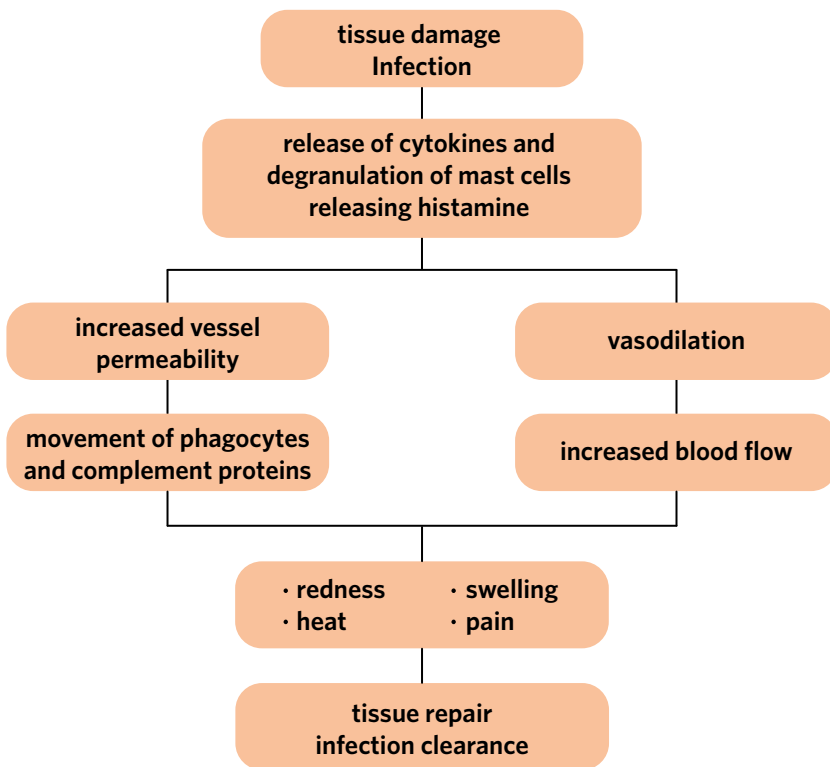 tissue damage
Infection
release of cytokines and
degranulation of mast cells
releasing histamine
increased vessel
permeability
vasodilation
movement of phagocytes
and complement proteins
increased blood flow
· redness
· heat
· swelling
· pain
tissue repair
infection clearance